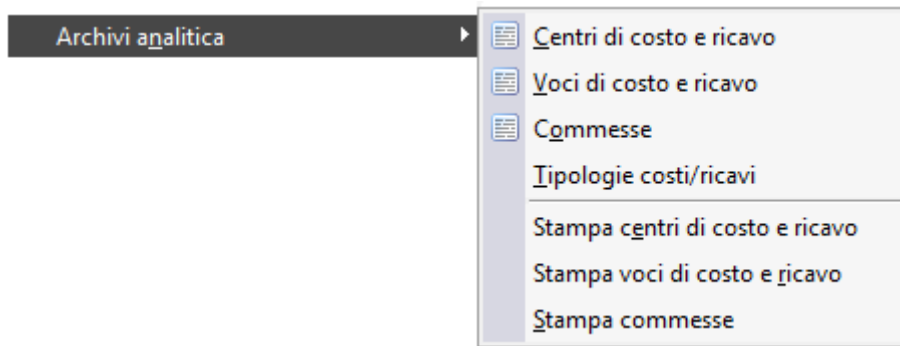 Archivi analitica
Centri di costo e ricavo
Voci di costo e ricavo
Commesse
Tipologie costi/ricavi
Stampa centri di costo e ricavo
Stampa voci di costo e ricavo
Stampa commesse